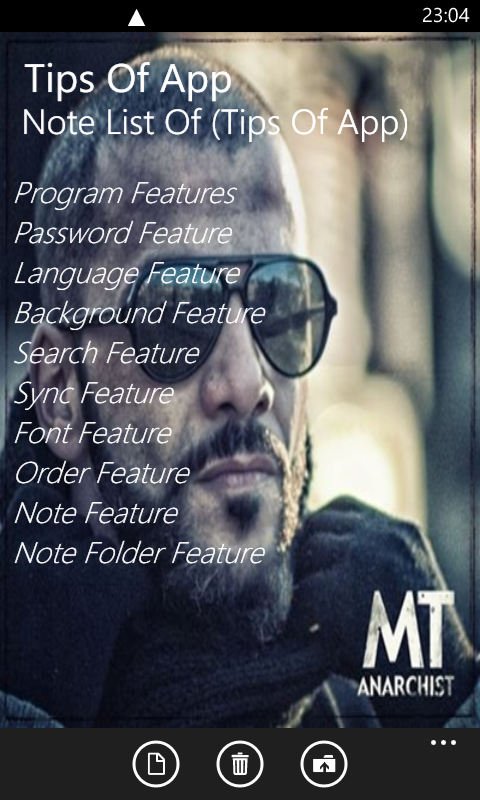 23:04
Tips Of App
Note List Of (Tips Of App)
Program Features
Password Feature
Language Feature
Background Feature
Search Feature
Sync Feature
Font Feature
Order Feature
Note Feature
Note Folder Feature
MT
ANARCHIST